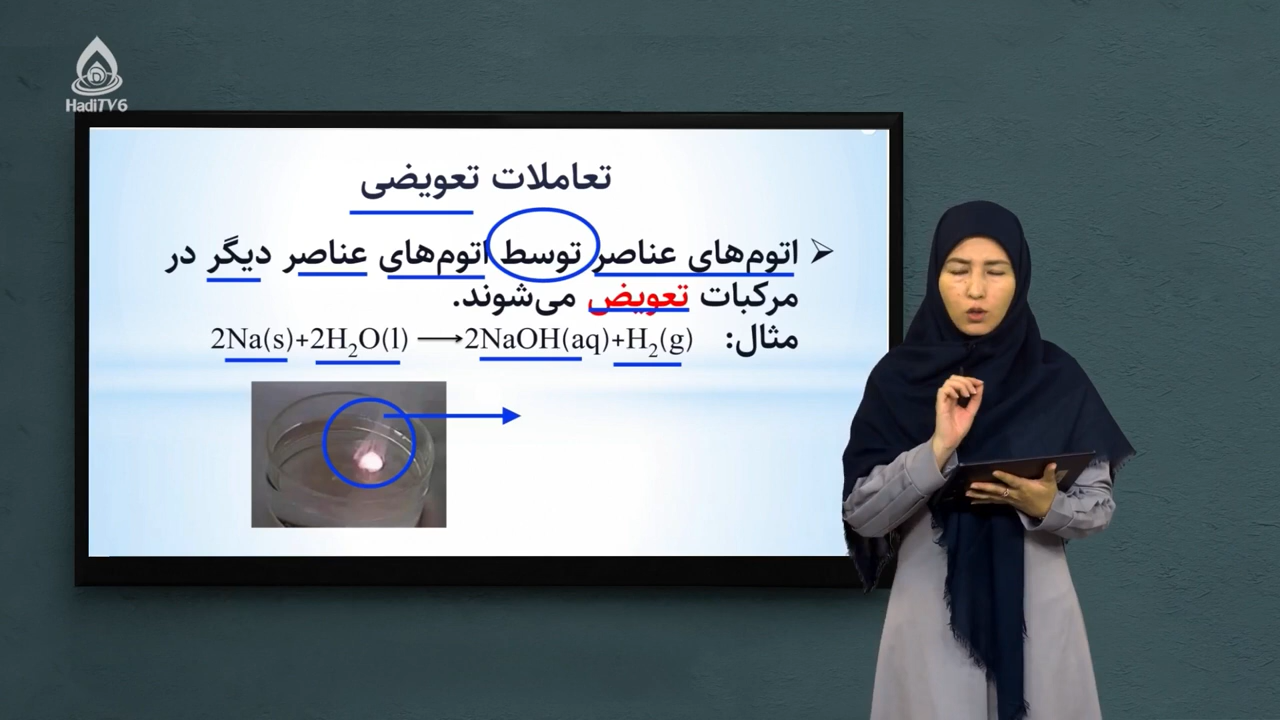 HadiTV6
تعاملات تعویضی
اتوم‌های عناصر توسط اتوم‌های عناصر دیگر در
مرکبات تعویض می‌شوند.
مثال: 2Na(s)+2H₂O(l) ⟶2NaOH(aq)+H₂(g)